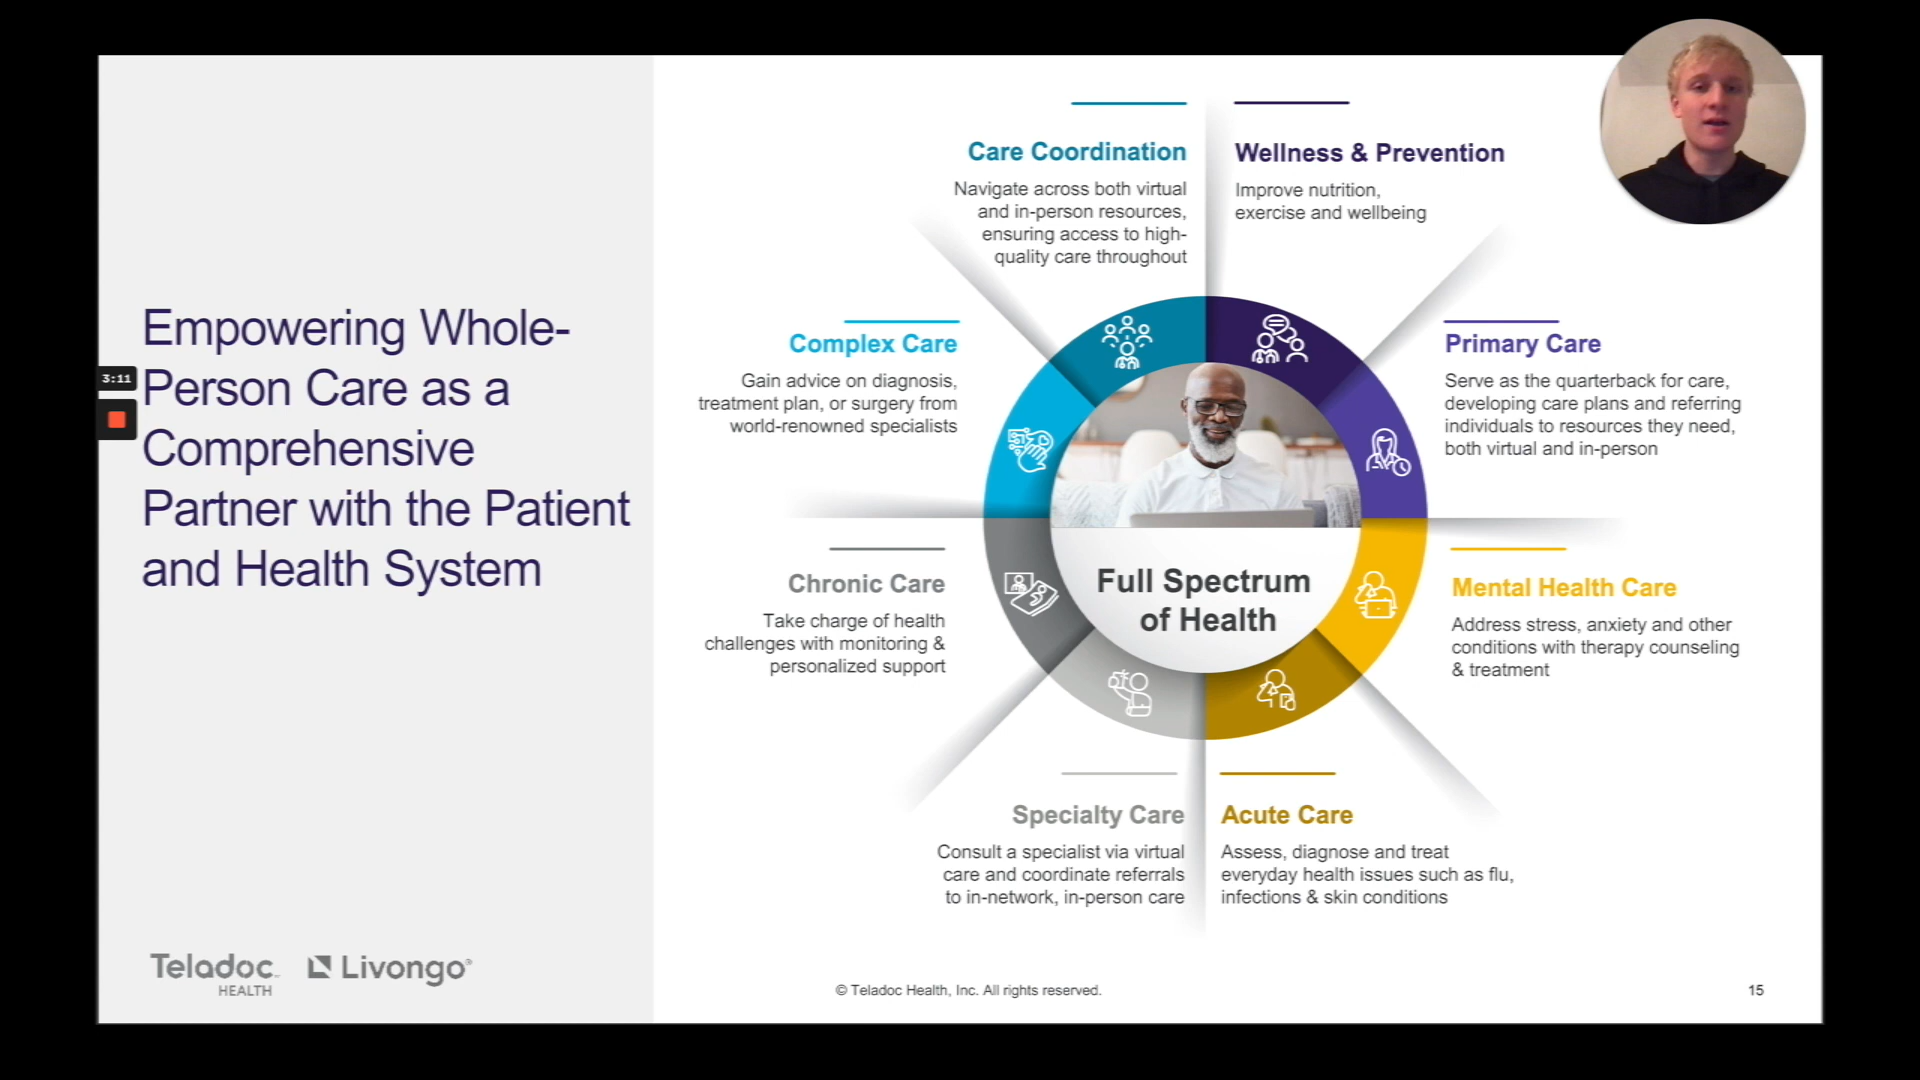 Empowering Whole-
Person Care as a
Comprehensive
Partner with the Patient
and Health System
3:11
Care Coordination
Navigate across both virtual
and in-person resources,
ensuring access to high-
quality care throughout
Wellness & Prevention
Improve nutrition,
exercise and wellbeing
Complex Care
Gain advice on diagnosis,
treatment plan, or surgery from
world-renowned specialists
Primary Care
Serve as the quarterback for care,
developing care plans and referring
individuals to resources they need,
both virtual and in-person
Full Spectrum
of Health
Chronic Care
Take charge of health
challenges with monitoring &
personalized support
Mental Health Care
Address stress, anxiety and other
conditions with therapy counseling
& treatment
Specialty Care
Consult a specialist via virtual
care and coordinate referrals
to in-network, in-person care
Acute Care
Assess, diagnose and treat
everyday health issues such as flu,
infections & skin conditions
Teladoc
HEALTH
Livongo
© Teladoc Health, Inc. All rights reserved.
15